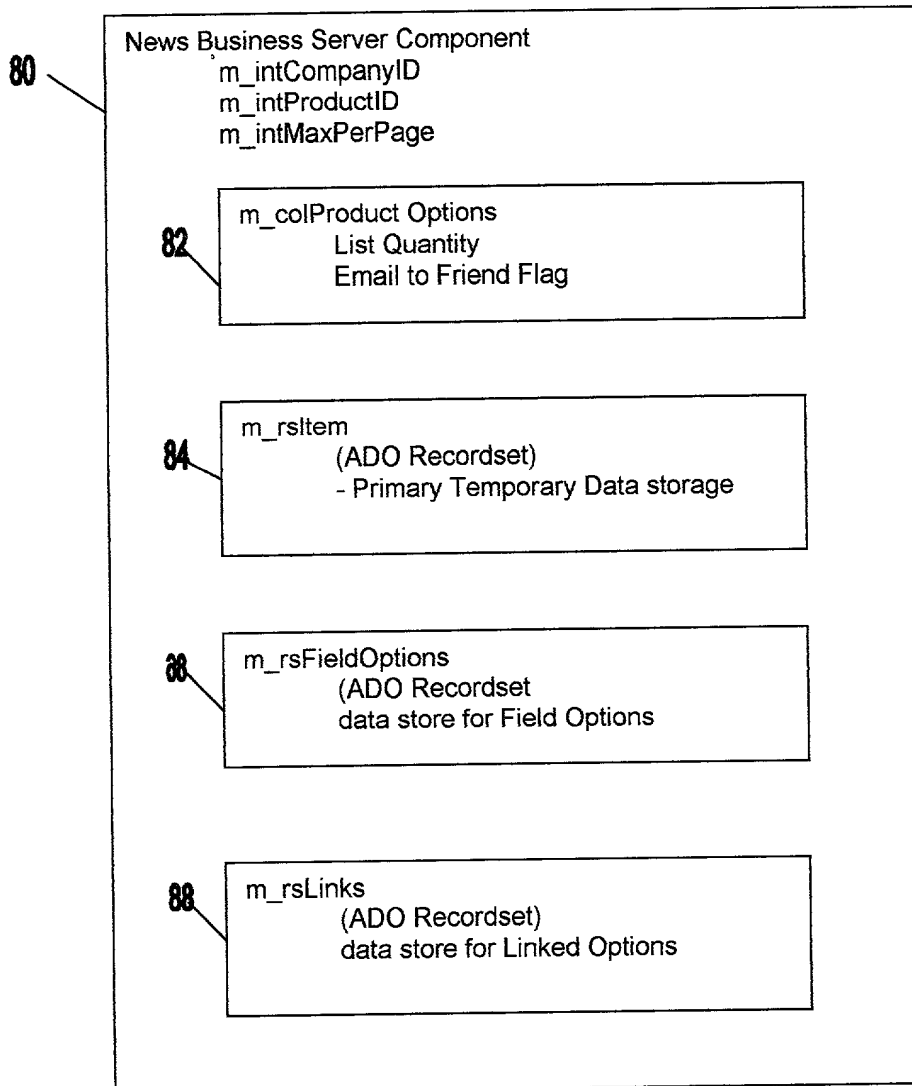 News Business Server Component
80
m_intCompanyID
m_intProductID
m_intMaxPerPage
m_colProduct Options
82
List Quantity
Email to Friend Flag
m_rsItem
84
(ADO Recordset)
- Primary Temporary Data storage
m_rsFieldOptions
(ADO Recordset
data store for Field Options
m_rsLinks
88
(ADO Recordset)
data store for Linked Options